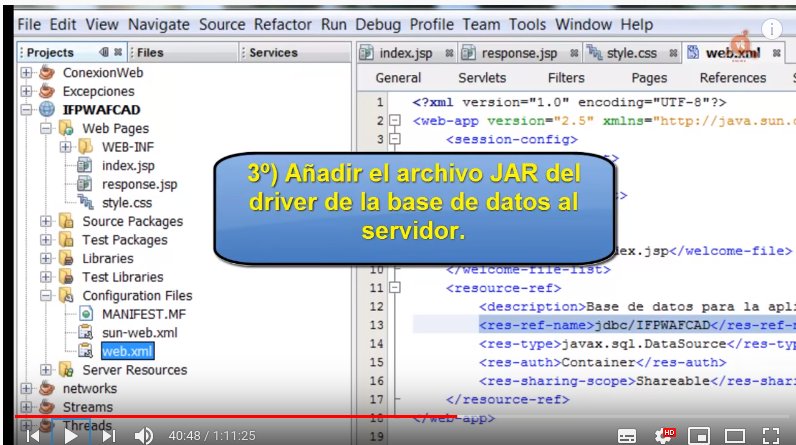 File Edit View Navigate Source Refactor Run Debug Profile Team Tools Window Help
Projects Files Services
index.jsp response.jsp style.css web.xml
General Servlets Filters Pages References
ConexionWeb
Excepciones
IFPWAFCAD
Web Pages
WEB-INF
index.jsp
response.jsp
style.css
Source Packages
Test Packages
Libraries
Test Libraries
Configuration Files
MANIFEST.MF
sun-web.xml
web.xml
Server Resources
networks
Streams
Threads
1 <?xml version="1.0" encoding="UTF-8"?>
2 <web-app version="2.5" xmlns="http://java.sun.
3 <session-config>
3º) Añadir el archivo JAR del
driver de la base de datos al
servidor.
ex.jsp</welcome-file>
10 </welcome-file-list>
11 <resource-ref>
12 <description>Base de datos para la apli
13 <res-ref-name>jdbc/IFPWAFCAD</res-ref-n
14 <res-type>javax.sql.DataSource</res-typ
15 <res-auth>Container</res-auth>
16 <res-sharing-scope>Shareable</res-shari
17 </resource-ref>
18 </web-app>
19
40:48 / 1:11:25
HD